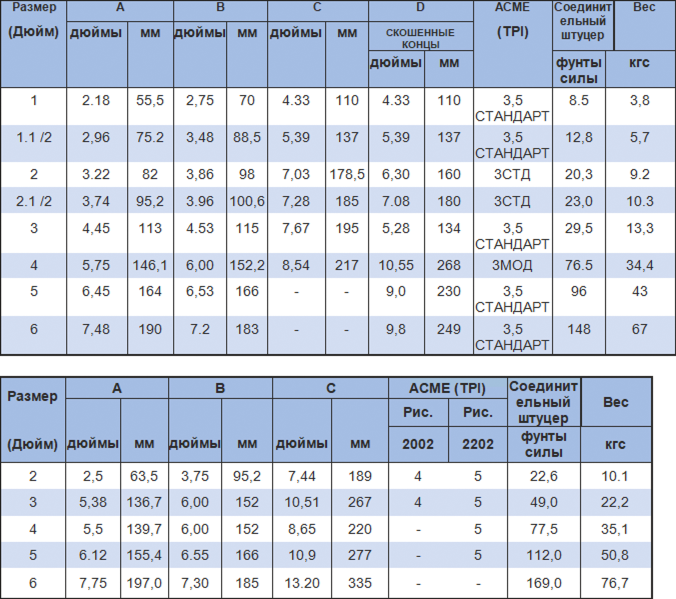 Размер A B C D ACME Соединит Вес
(Дюйм) (TPI) ельный
штуцер
дюймы мм дюймы мм дюймы мм СКОШЕННЫЕ
КОНЦЫ
дюймы мм фунты кгс
силы
1 2.18 55,5 2,75 70 4.33 110 4.33 110 3,5 8.5 3,8
СТАНДАРТ
1.1 /2 2,96 75.2 3,48 88,5 5,39 137 5,39 137 3,5 12,8 5,7
СТАНДАРТ
2 3.22 82 3,86 98 7,03 178,5 6,30 160 3СТД 20,3 9.2
2.1 /2 3,74 95,2 3.96 100,6 7,28 185 7.08 180 3СТД 23,0 10.3
3 4,45 113 4.53 115 7,67 195 5,28 134 3,5 29,5 13,3
СТАНДАРТ
4 5,75 146,1 6,00 152,2 8,54 217 10,55 268 3МОД 76.5 34,4
5 6,45 164 6,53 166 - - 9,0 230 3,5 96 43
СТАНДАРТ
6 7,48 190 7.2 183 - - 9,8 249 3,5 148 67
СТАНДАРТ
Размер A B C ACME (TPI) Соединит Вес
ельный
штуцер
Рис. Рис.
(Дюйм) дюймы мм дюймы мм дюймы мм 2002 2202 фунты кгс
силы
2 2,5 63,5 3,75 95,2 7,44 189 4 5 22,6 10.1
3 5,38 136,7 6,00 152 10,51 267 4 5 49,0 22,2
4 5,5 139,7 6,00 152 8,65 220 - 5 77,5 35,1
5 6.12 155,4 6.55 166 10,9 277 - 5 112,0 50,8
6 7,75 197,0 7,30 185 13.20 335 - - 169,0 76,7